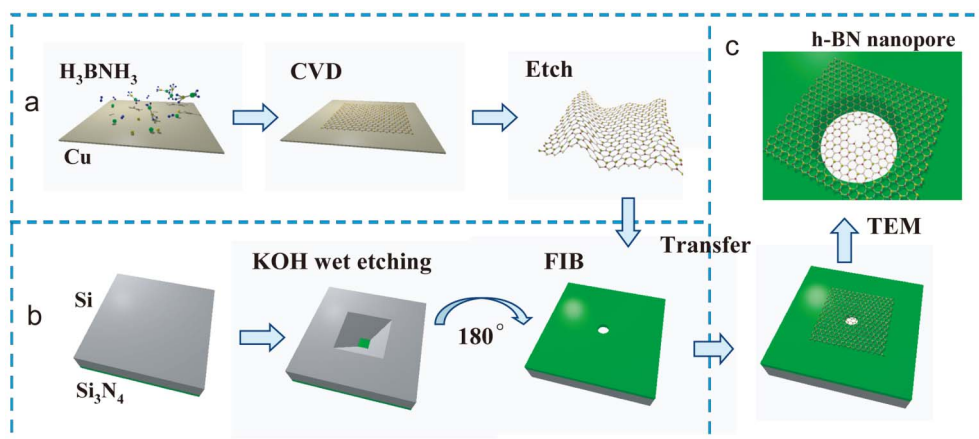 a
H₃BNH₃
Cu
CVD
Etch
b
Si
Si₃N₄
KOH wet etching
180°
FIB
Transfer
c
h-BN nanopore
TEM